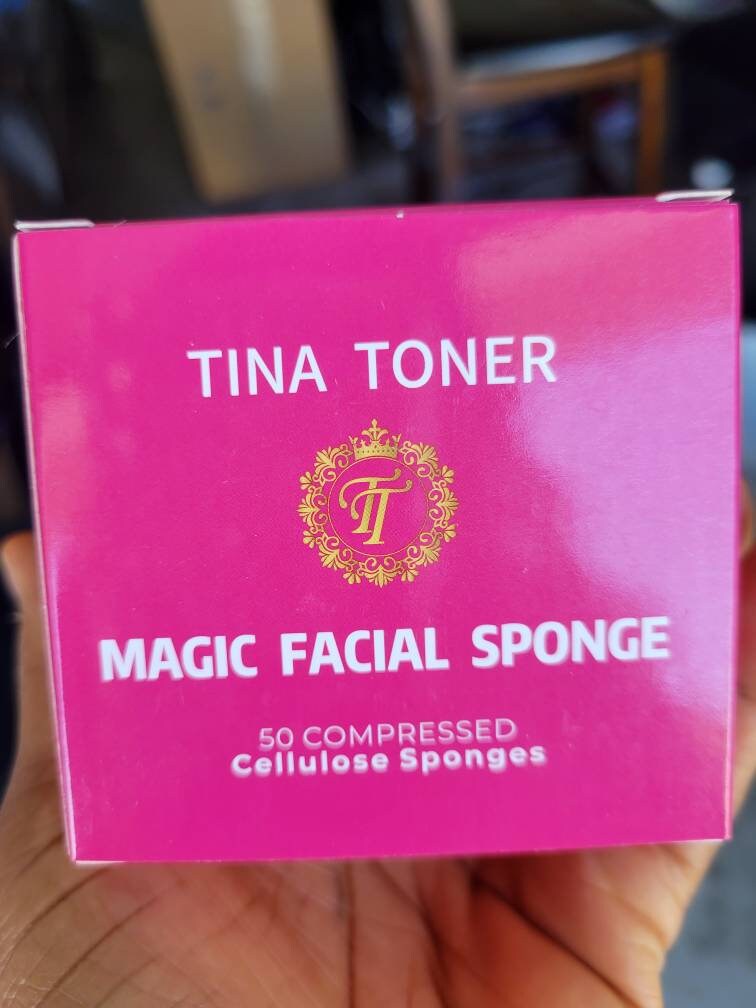 TINA TONER
TT
MAGIC FACIAL SPONGE
50 COMPRESSED
Cellulose Sponges